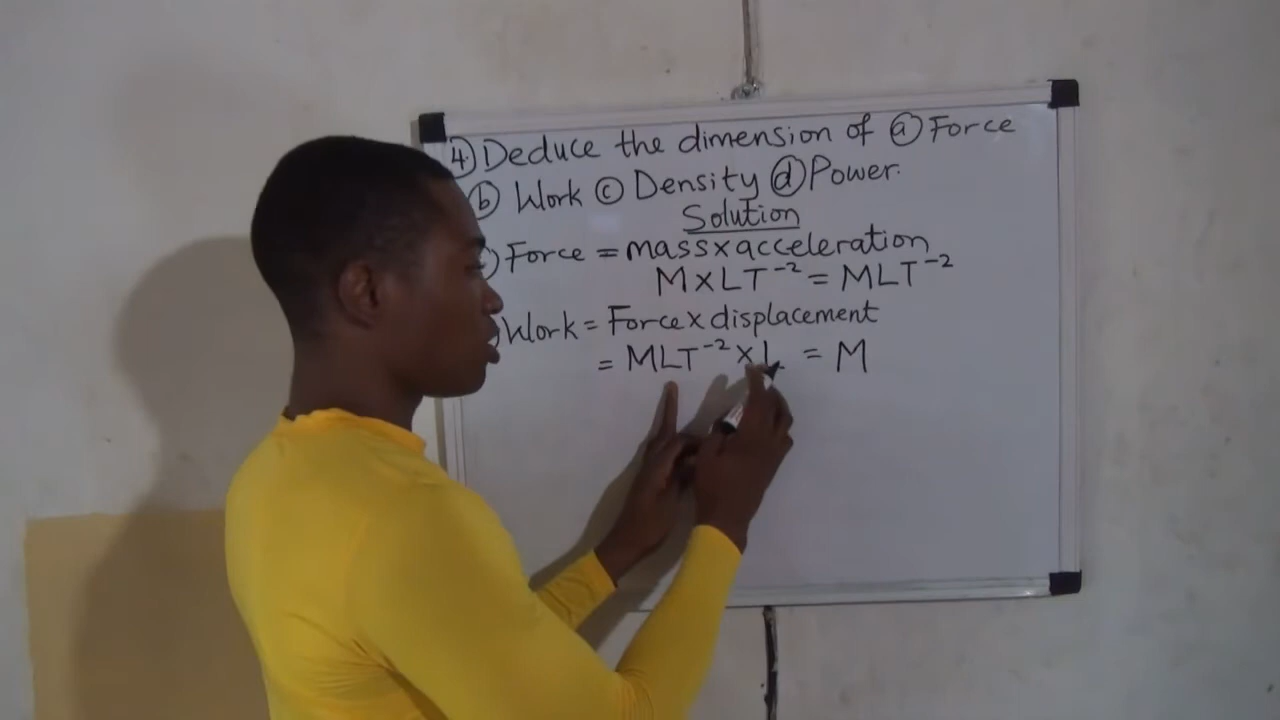 4. Deduce the dimension of (a) Force
(b) Work (c) Density (d) Power.
Solution
) Force = mass x acceleration
M x LT⁻² = MLT⁻²
) Work = Force x displacement
= MLT⁻² x L = M